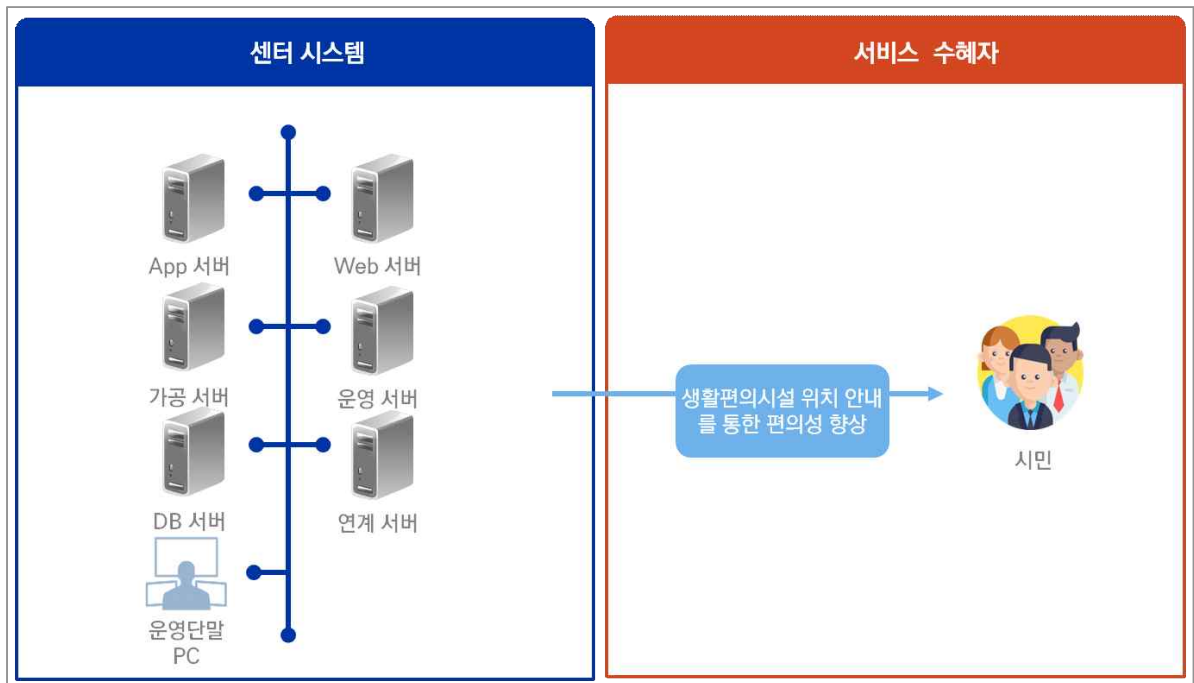 센터 시스템
서비스 수혜자
App 서버
Web 서버
가공 서버
운영 서버
DB 서버
연계 서버
운영단말
PC
생활편의시설 위치 안내
를 통한 편의성 향상
시민